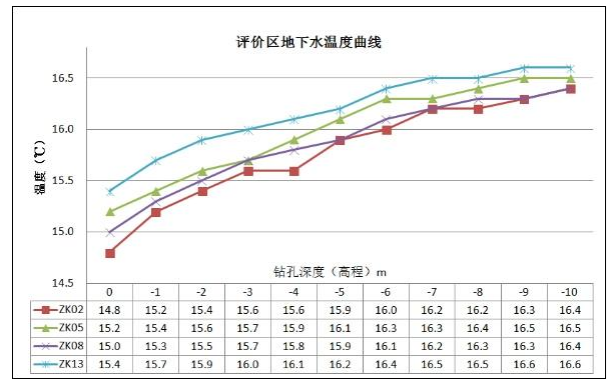 评价区地下水温度曲线
16.5
16.0
15.5
15.0
14.5
温度（℃）
钻孔深度（高程）m
0 -1 -2 -3 -4 -5 -6 -7 -8 -9 -10
ZK02 14.8 15.2 15.4 15.6 15.6 15.9 16.0 16.2 16.2 16.3 16.4
ZK05 15.2 15.4 15.6 15.7 15.9 16.1 16.3 16.3 16.4 16.5 16.5
ZK08 15.0 15.3 15.5 15.7 15.8 15.9 16.1 16.2 16.3 16.3 16.4
ZK13 15.4 15.7 15.9 16.0 16.1 16.2 16.4 16.5 16.5 16.6 16.6